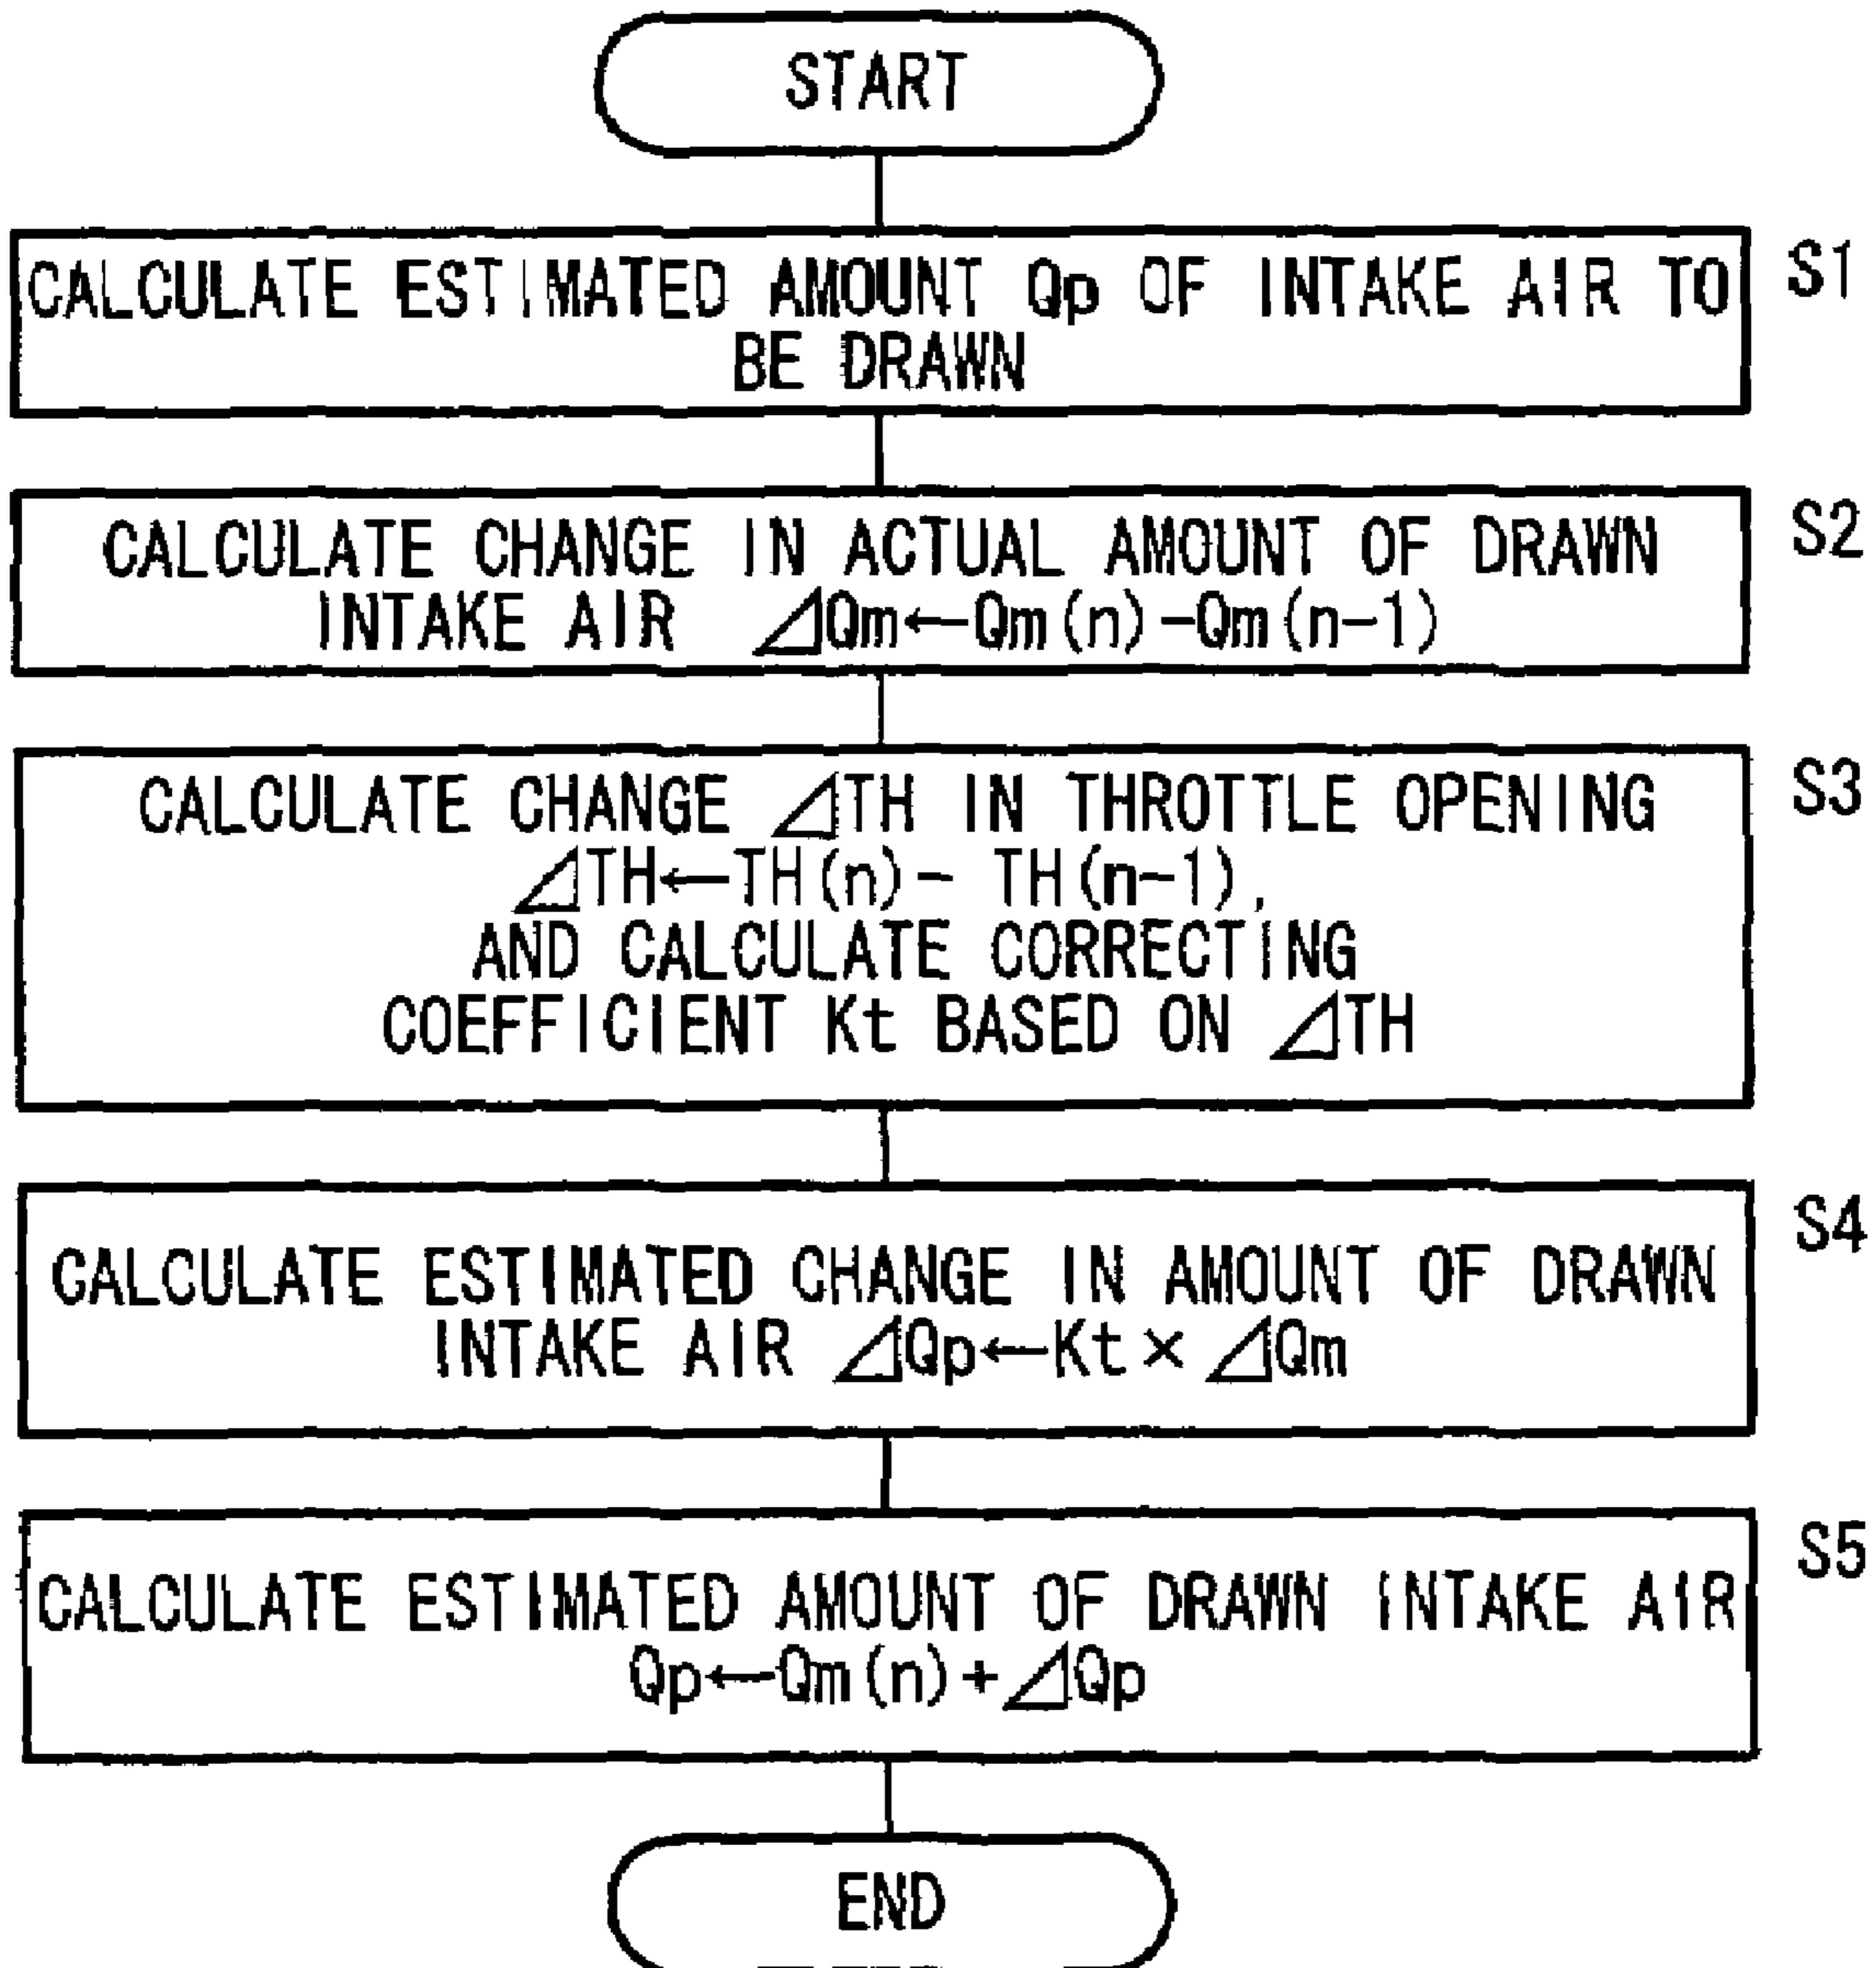 START
S1
CALCULATE ESTIMATED AMOUNT Qp OF INTAKE AIR TO
BE DRAWN
S2
CALCULATE CHANGE IN ACTUAL AMOUNT OF DRAWN
INTAKE AIR ⊿Qm←Qm(n)-Qm(n-1)
S3
CALCULATE CHANGE ⊿TH IN THROTTLE OPENING
⊿TH←TH(n)- TH(n-1),
AND CALCULATE CORRECTING
COEFFICIENT Kt BASED ON ⊿TH
S4
CALCULATE ESTIMATED CHANGE IN AMOUNT OF DRAWN
INTAKE AIR ⊿Qp←Kt×⊿Qm
S5
CALCULATE ESTIMATED AMOUNT OF DRAWN INTAKE AIR
Qp←Qm(n)+⊿Qp
END